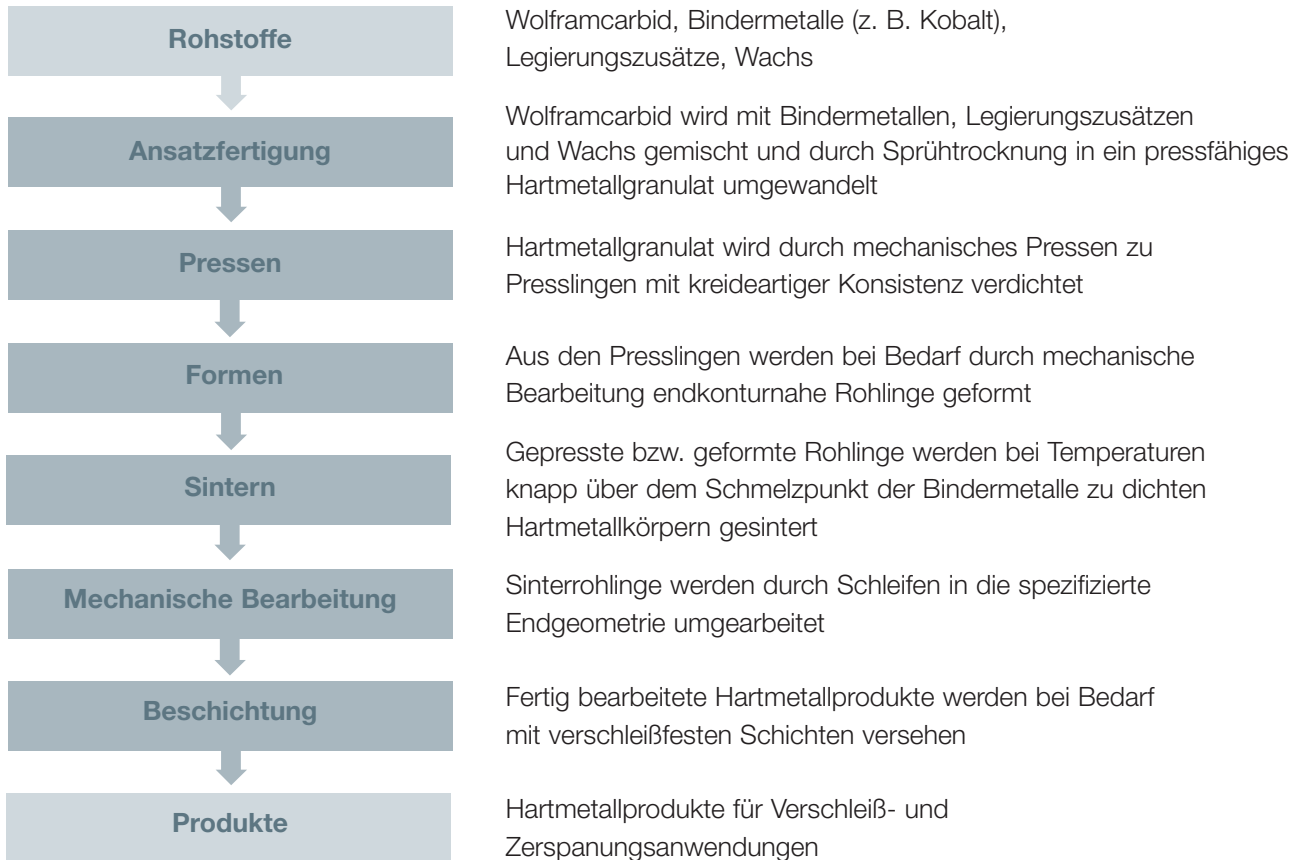 Rohstoffe
Wolframcarbid, Bindermetalle (z. B. Kobalt),
Legierungszusätze, Wachs
Ansatzfertigung
Wolframcarbid wird mit Bindermetallen, Legierungszusätzen
und Wachs gemischt und durch Sprühtrocknung in ein pressfähiges
Hartmetallgranulat umgewandelt
Pressen
Hartmetallgranulat wird durch mechanisches Pressen zu
Presslingen mit kreideartiger Konsistenz verdichtet
Formen
Aus den Presslingen werden bei Bedarf durch mechanische
Bearbeitung endkonturnahe Rohlinge geformt
Sintern
Gepresste bzw. geformte Rohlinge werden bei Temperaturen
knapp über dem Schmelzpunkt der Bindermetalle zu dichten
Hartmetallkörpern gesintert
Mechanische Bearbeitung
Sinterrohlinge werden durch Schleifen in die spezifizierte
Endgeometrie umgearbeitet
Beschichtung
Fertig bearbeitete Hartmetallprodukte werden bei Bedarf
mit verschleißfesten Schichten versehen
Produkte
Hartmetallprodukte für Verschleiß- und
Zerspanungsanwendungen